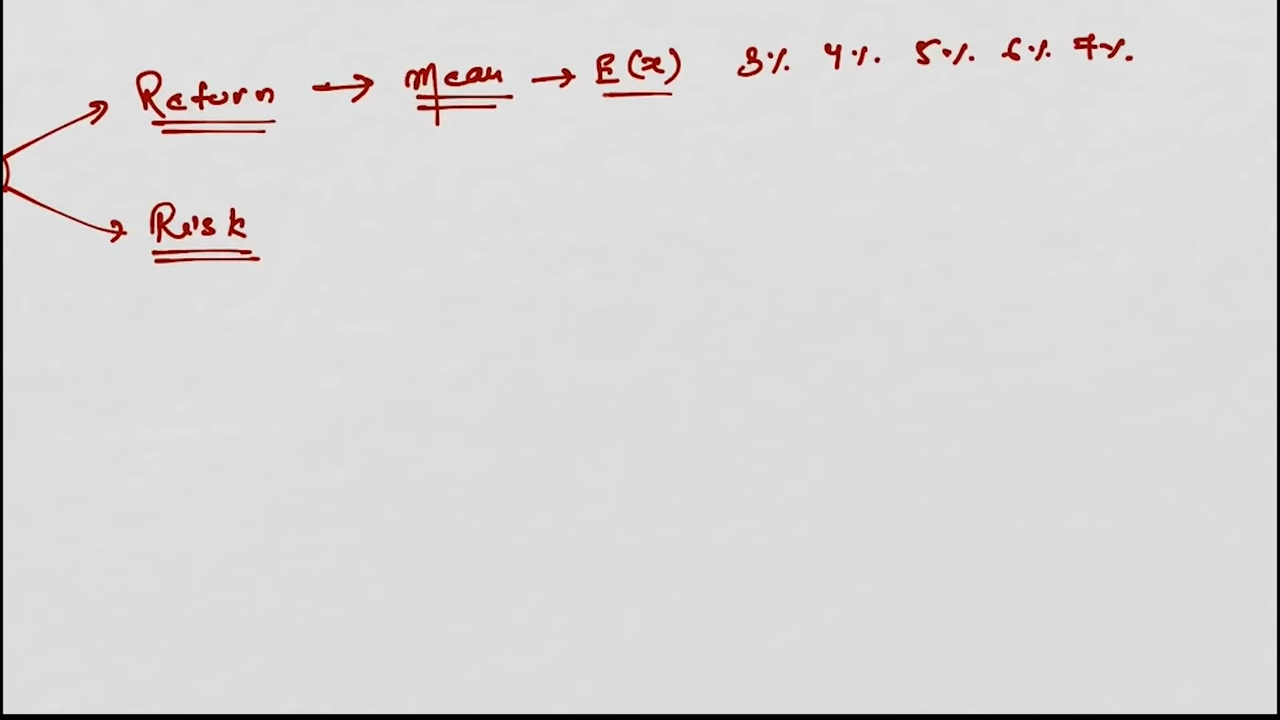 Return → Mean → E(x) 3% 4% 5% 6% 7%
Risk